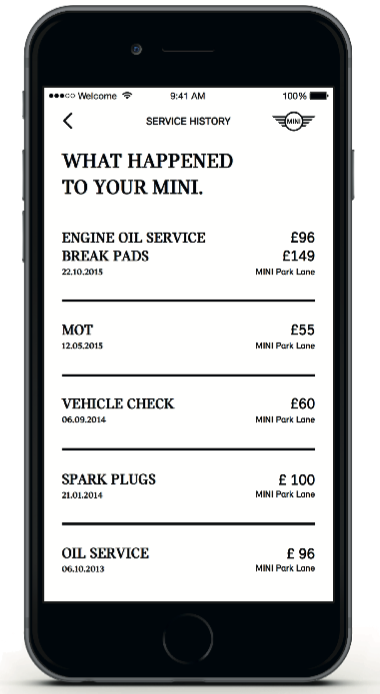 Welcome 9:41 AM 100%
SERVICE HISTORY MINI
WHAT HAPPENED
TO YOUR MINI.
ENGINE OIL SERVICE £96
BREAK PADS £149
22.10.2015 MINI Park Lane
MOT £55
12.05.2015 MINI Park Lane
VEHICLE CHECK £60
06.09.2014 MINI Park Lane
SPARK PLUGS £ 100
21.01.2014 MINI Park Lane
OIL SERVICE £ 96
06.10.2013 MINI Park Lane